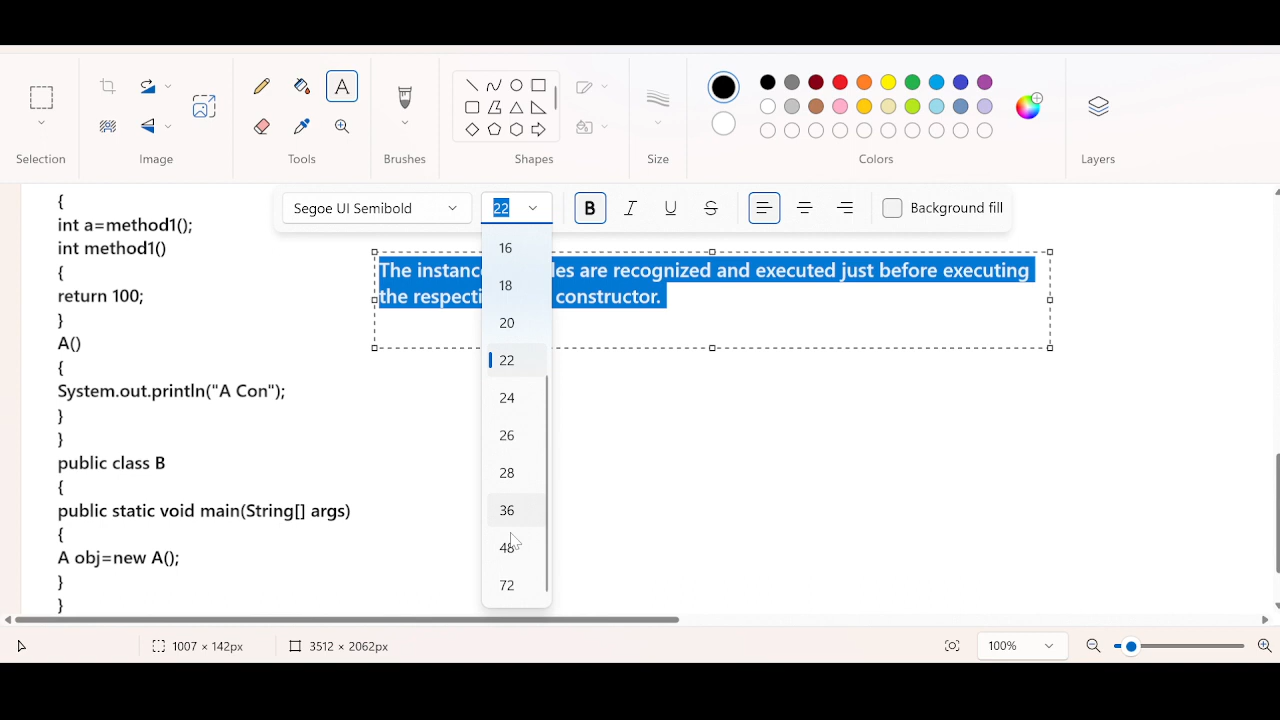 Selection
Image
Tools
Brushes
Shapes
Size
Colors
Layers
Segoe UI Semibold
22
B
I
U
S
Background fill
A
{
int a=method1();
int method1()
{
return 100;
}
A()
{
System.out.println("A Con");
}
}
public class B
{
public static void main(String[] args)
{
A obj=new A();
}
}
The instanc les are recognized and executed just before executing
the respecti constructor.
16
18
20
22
24
26
28
36
48
72
1007 × 142px
3512 × 2062px
100%